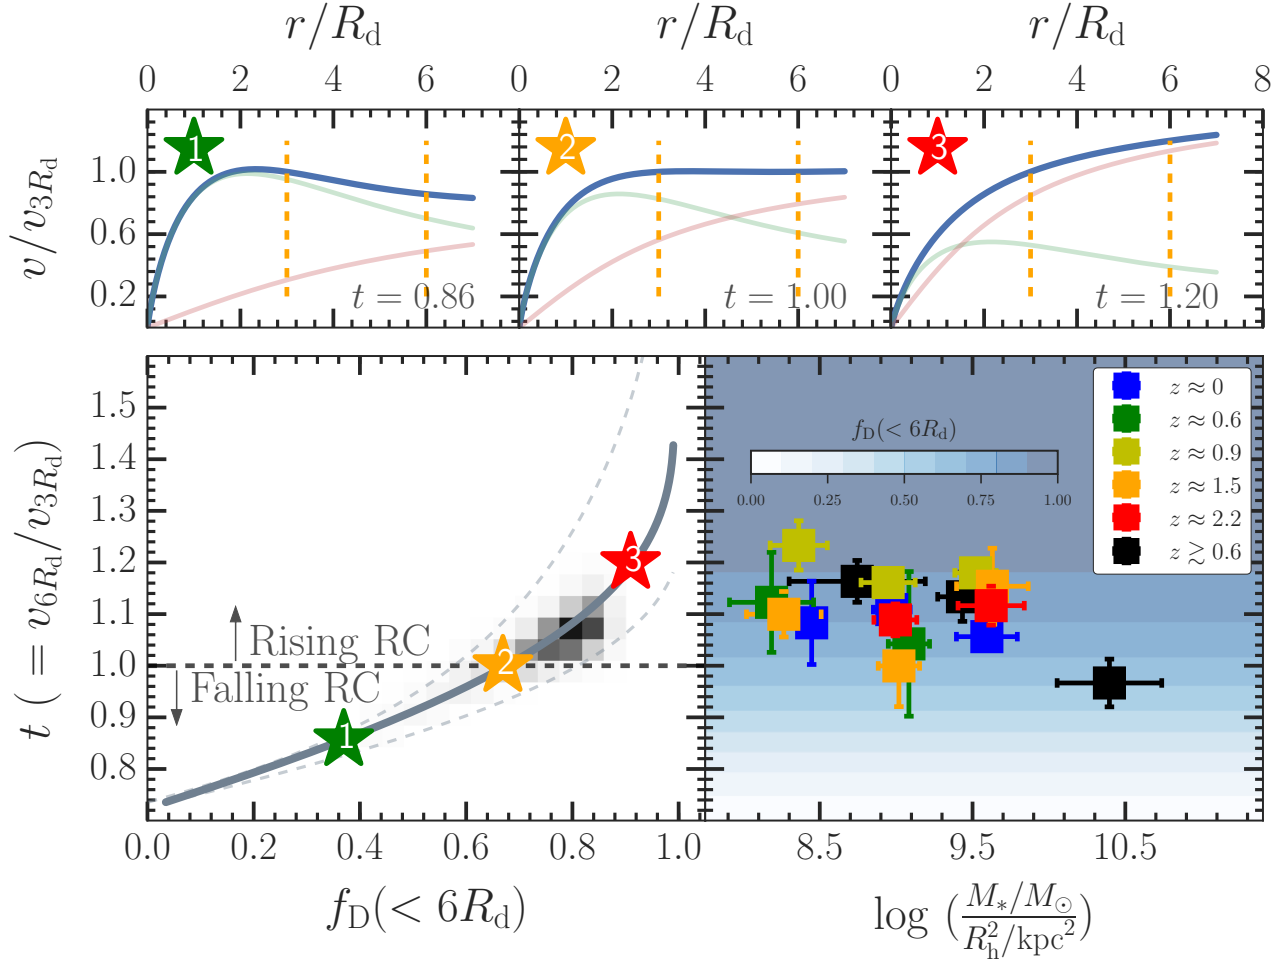 r/R_d r/R_d r/R_d
0 2 4 6 0 2 4 6 0 2 4 6 8
v/v_{3R_d}
1.0
0.6
0.2
1 2 3
t = 0.86 t = 1.00 t = 1.20
t ( = v_{6R_d}/v_{3R_d})
1.5
1.4
1.3
1.2
1.1
1.0
0.9
0.8
3
2
1
Rising RC
Falling RC
0.0 0.2 0.4 0.6 0.8 1.0
f_D(< 6R_d)
f_D(< 6R_d)
0.00 0.25 0.50 0.75 1.00
z ≈ 0
z ≈ 0.6
z ≈ 0.9
z ≈ 1.5
z ≈ 2.2
z ≳ 0.6
8.5 9.5 10.5
log (\frac{M_*/M_⊙}{R_h^2/kpc^2})